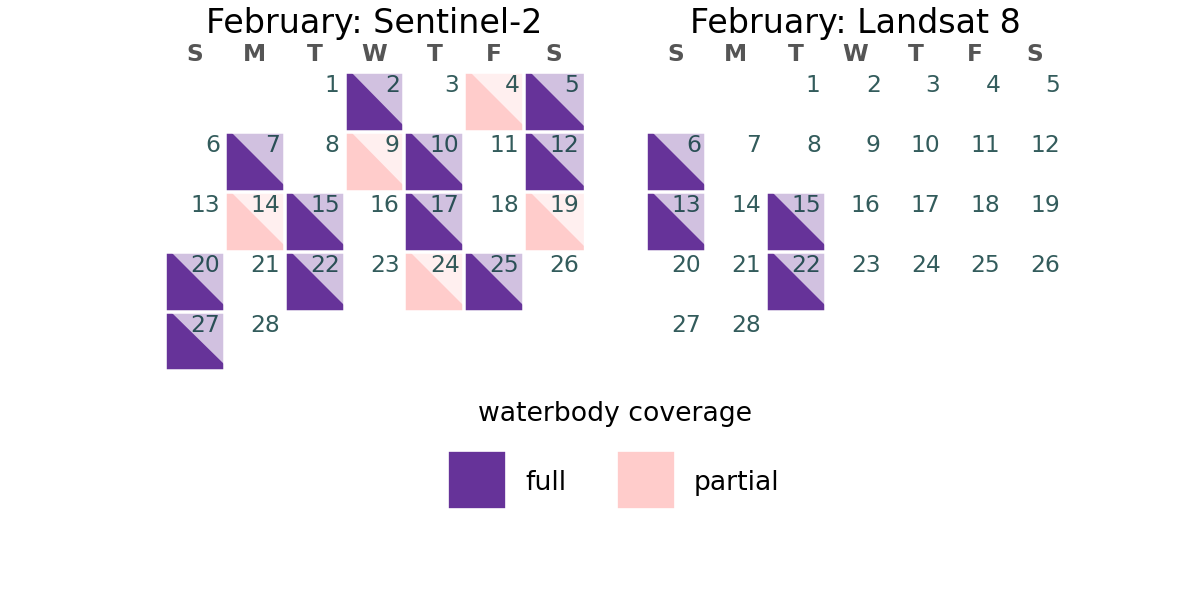 February: Sentinel-2
S M T W T F S
1 2 3 4 5
6 7 8 9 10 11 12
13 14 15 16 17 18 19
20 21 22 23 24 25 26
27 28
February: Landsat 8
S M T W T F S
1 2 3 4 5
6 7 8 9 10 11 12
13 14 15 16 17 18 19
20 21 22 23 24 25 26
27 28
waterbody coverage
full
partial